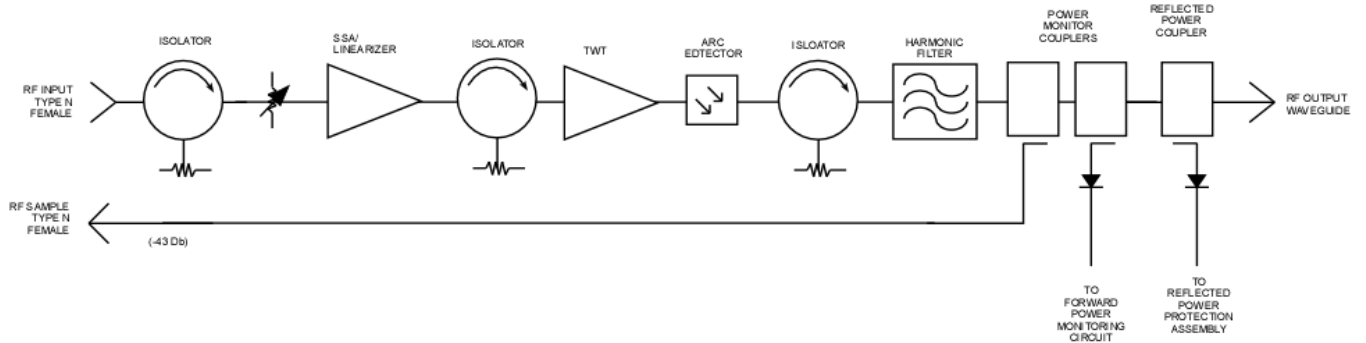 ISOLATOR
SSA/
LINEARIZER
ISOLATOR
TWT
ARC
EDTECTOR
ISLOATOR
HARMONIC
FILTER
POWER
MONITOR
COUPLERS
REFLECTED
POWER
COUPLER
RF INPUT
TYPE N
FEMALE
RF OUTPUT
WAVEGUIDE
RF SAMPLE
TYPE N
FEMALE
(-43 Db)
TO
FORWARD
POWER
MONITORING
CIRCUIT
TO
REFLECTED
POWER
PROTECTION
ASSEMBLY